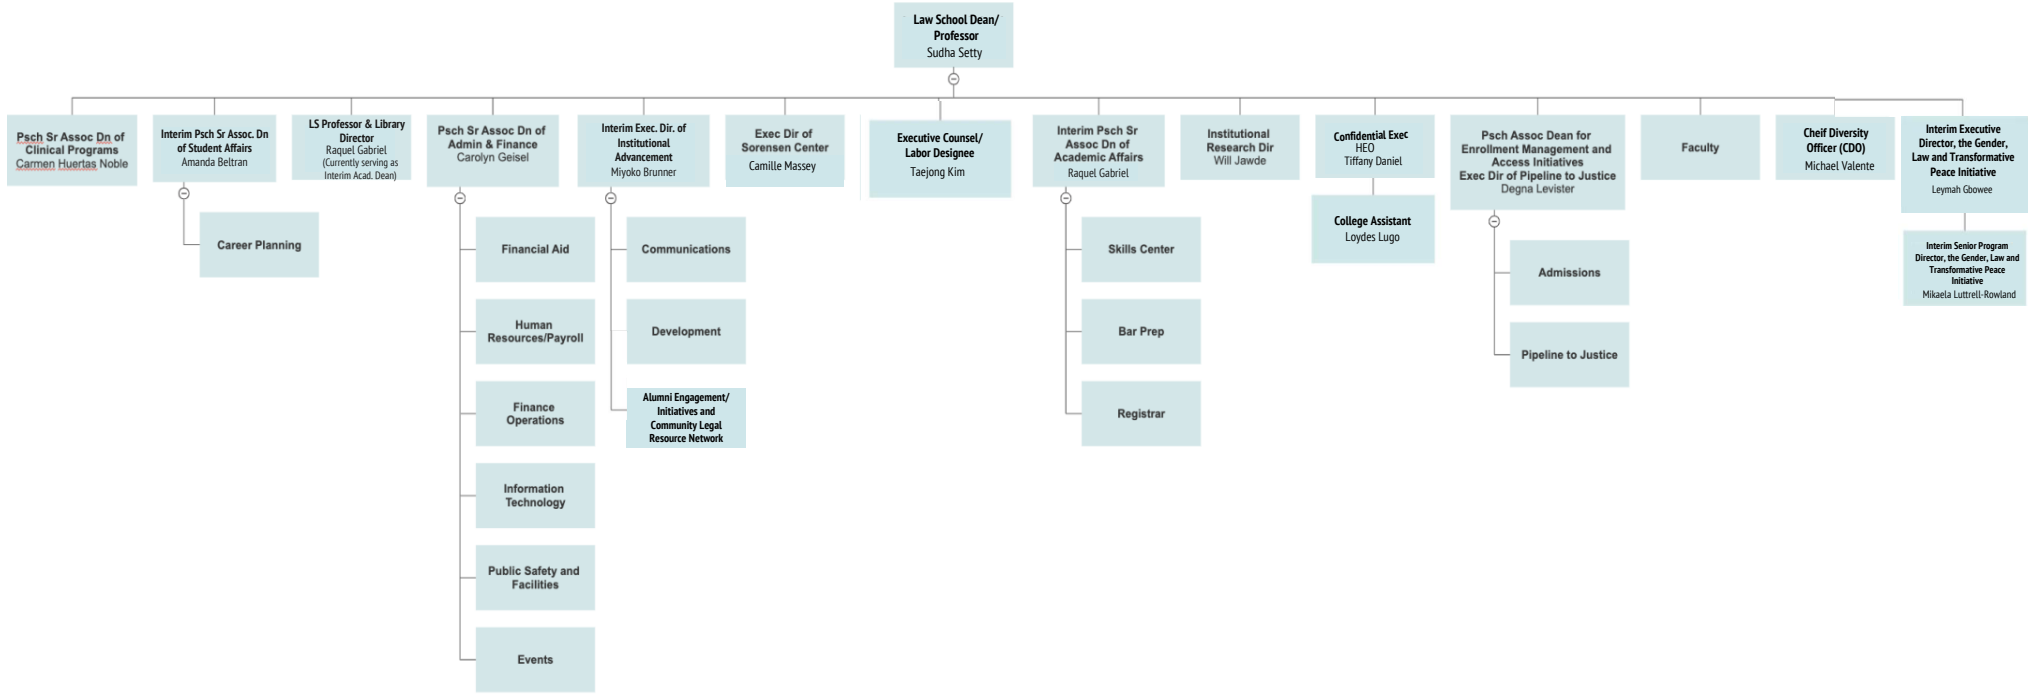 Law School Dean/
Professor
Sudha Setty
Psch Sr Assoc Dn of
Clinical Programs
Carmen Huertas Noble
Interim Psch Sr Assoc. Dn
of Student Affairs
Amanda Beltran
Career Planning
LS Professor & Library
Director
Raquel Gabriel
(Currently serving as
Interim Acad. Dean)
Psch Sr Assoc Dn of
Admin & Finance
Carolyn Geisel
Financial Aid
Human
Resources/Payroll
Finance
Operations
Information
Technology
Public Safety and
Facilities
Events
Interim Exec. Dir. of
Institutional
Advancement
Miyoko Brunner
Communications
Development
Alumni Engagement/
Initiatives and
Community Legal
Resource Network
Exec Dir of
Sorensen Center
Camille Massey
Executive Counsel/
Labor Designee
Taejong Kim
Interim Psch Sr
Assoc Dn of
Academic Affairs
Raquel Gabriel
Skills Center
Bar Prep
Registrar
Institutional
Research Dir
Will Jawde
Confidential Exec
HEO
Tiffany Daniel
College Assistant
Loydes Lugo
Psch Assoc Dean for
Enrollment Management and
Access Initiatives
Exec Dir of Pipeline to Justice
Degna Levister
Admissions
Pipeline to Justice
Faculty
Cheif Diversity
Officer (CDO)
Michael Valente
Interim Executive
Director, the Gender,
Law and Transformative
Peace Initiative
Leymah Gbowee
Interim Senior Program
Director, the Gender, Law and
Transformative Peace
Initiative
Mikaela Luttrell-Rowland